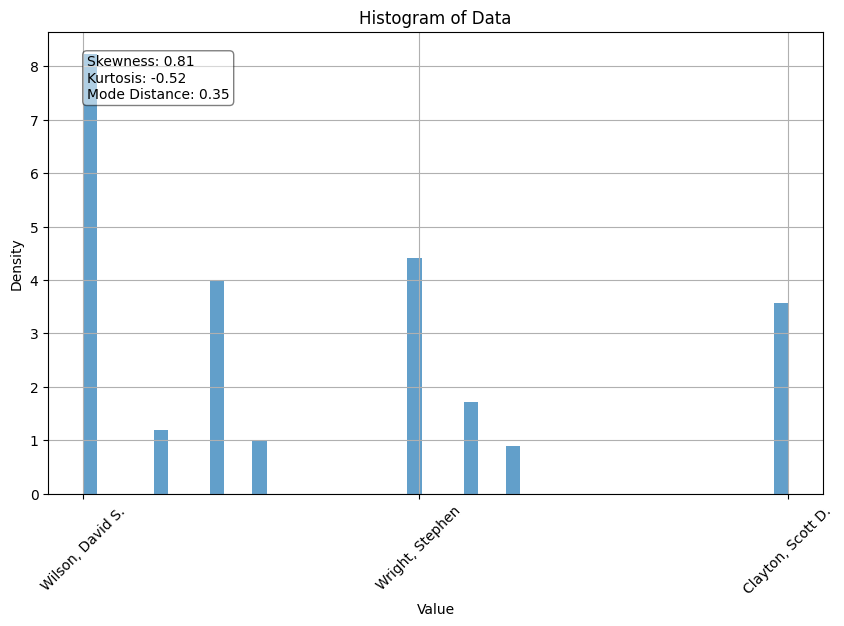 Histogram of Data
Skewness: 0.81
Kurtosis: -0.52
Mode Distance: 0.35
8
7
6
5
4
3
2
1
0
Density
Wilson, David S.
Wright, Stephen
Clayton, Scott D.
Value